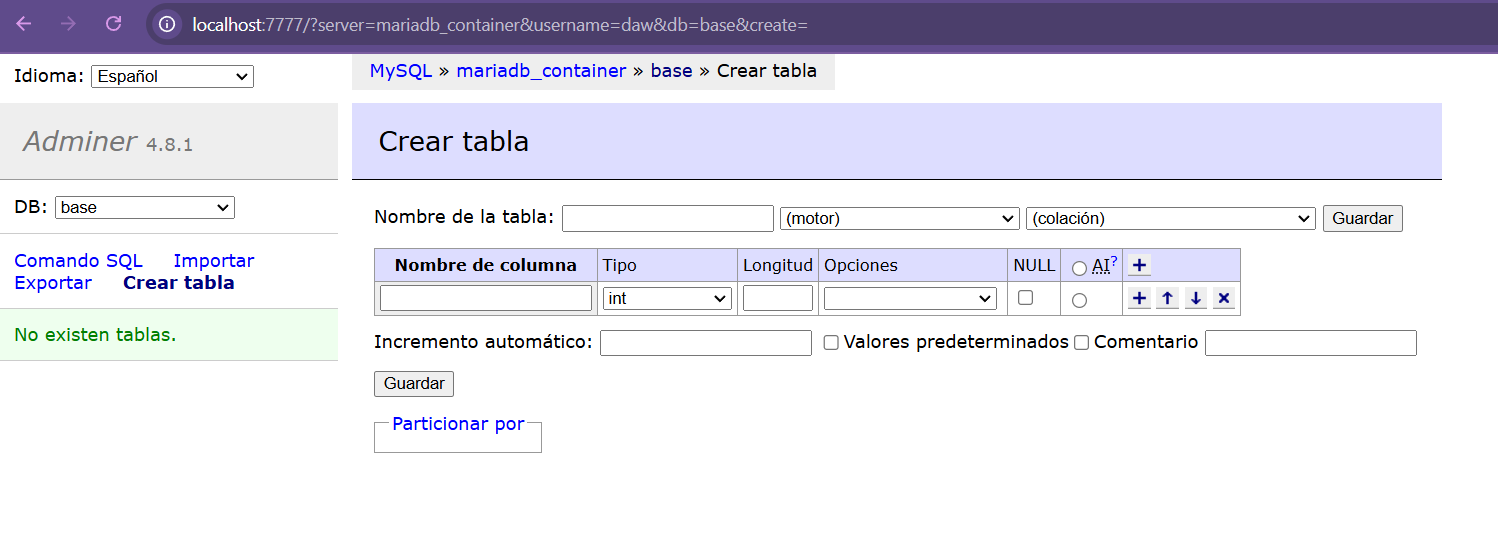 localhost:7777/?server=mariadb_container&username=daw&db=base&create=
Idioma: Español
MySQL » mariadb_container » base » Crear tabla
Adminer 4.8.1
Crear tabla
DB: base
Nombre de la tabla: (motor) (colación) Guardar
Comando SQL Importar
Exportar Crear tabla
Nombre de columna Tipo Longitud Opciones NULL AI?
int
No existen tablas.
Incremento automático: Valores predeterminados Comentario
Guardar
Particionar por